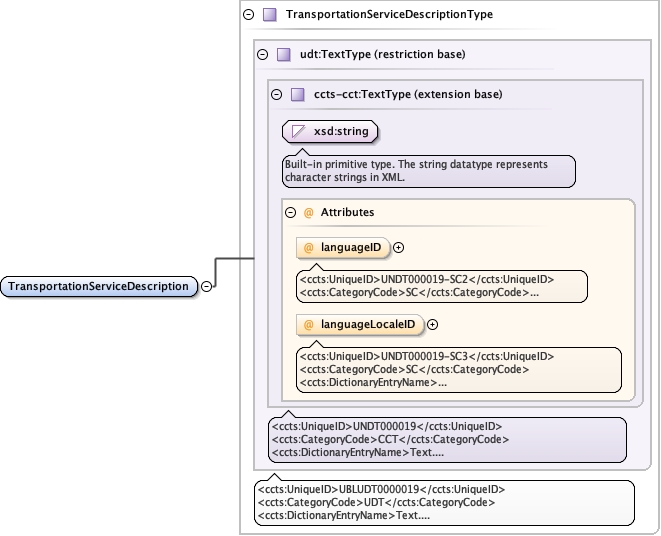 TransportationServiceDescriptionType
udt:TextType (restriction base)
ccts-cct:TextType (extension base)
xsd:string
Built-in primitive type. The string datatype represents
character strings in XML.
@ Attributes
@ languageID
<ccts:UniqueID>UNDT000019-SC2</ccts:UniqueID>
<ccts:CategoryCode>SC</ccts:CategoryCode>...
TransportationServiceDescription
@ languageLocaleID
<ccts:UniqueID>UNDT000019-SC3</ccts:UniqueID>
<ccts:CategoryCode>SC</ccts:CategoryCode>
<ccts:DictionaryEntryName>...
<ccts:UniqueID>UNDT000019</ccts:UniqueID>
<ccts:CategoryCode>CCT</ccts:CategoryCode>
<ccts:DictionaryEntryName>Text....
<ccts:UniqueID>UBLUDT0000019</ccts:UniqueID>
<ccts:CategoryCode>UDT</ccts:CategoryCode>
<ccts:DictionaryEntryName>Text....